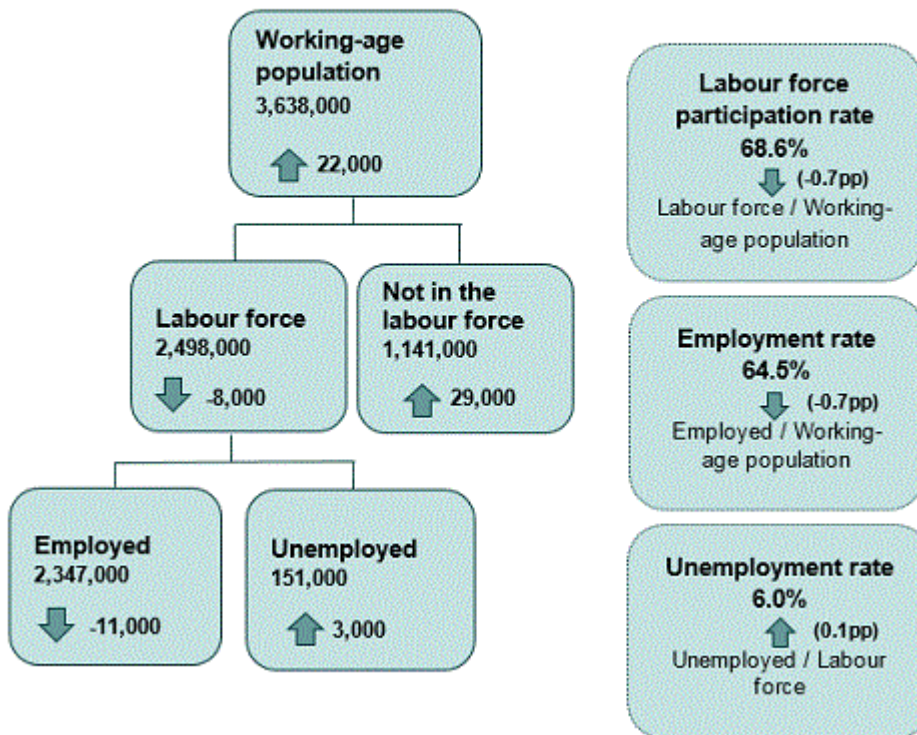 Working-age
population
3,638,000
22,000
Labour force
2,498,000
-8,000
Not in the
labour force
1,141,000
29,000
Employed
2,347,000
-11,000
Unemployed
151,000
3,000
Labour force
participation rate
68.6%
(-0.7pp)
Labour force / Working-
age population
Employment rate
64.5%
(-0.7pp)
Employed / Working-
age population
Unemployment rate
6.0%
(0.1pp)
Unemployed / Labour
force